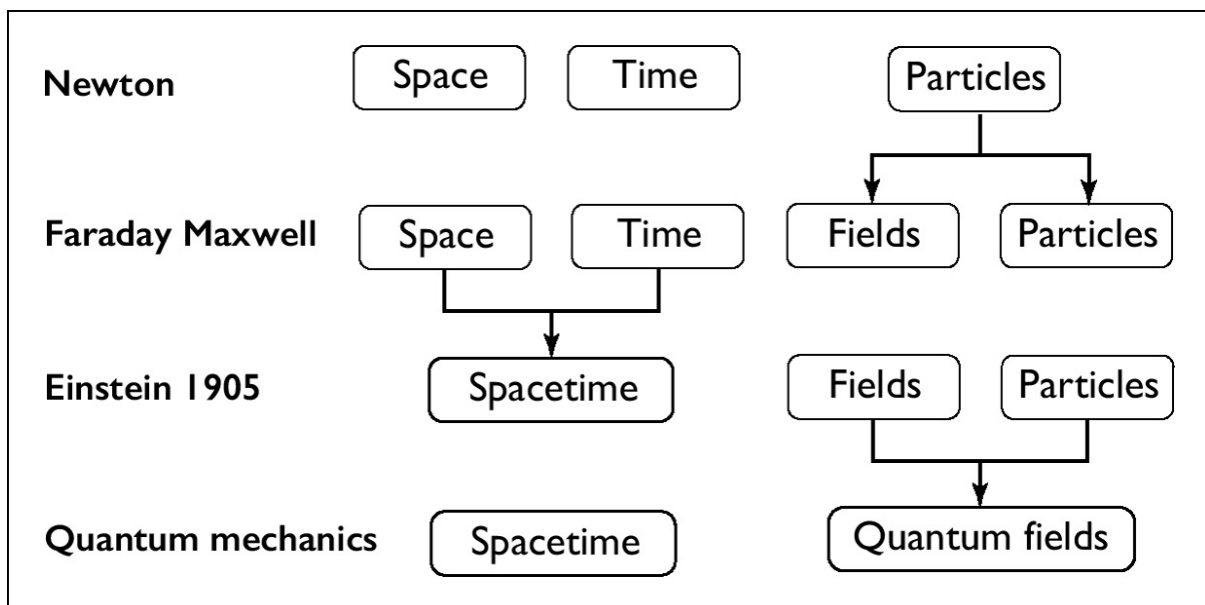 Newton Space Time Particles
Faraday Maxwell Space Time Fields Particles
Einstein 1905 Spacetime Fields Particles
Quantum mechanics Spacetime Quantum fields